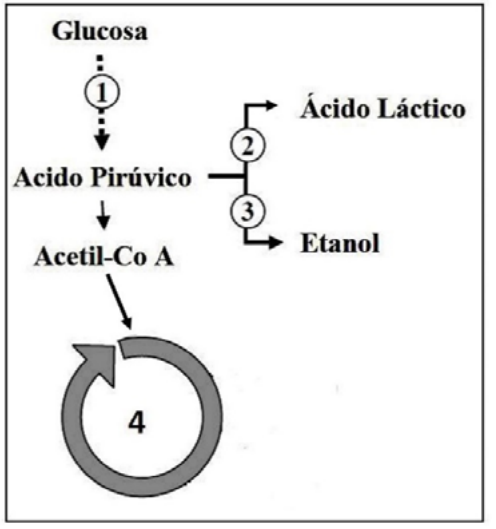 Glucosa
1
Ácido Láctico
2
Acido Pirúvico
3
Etanol
Acetil-Co A
4